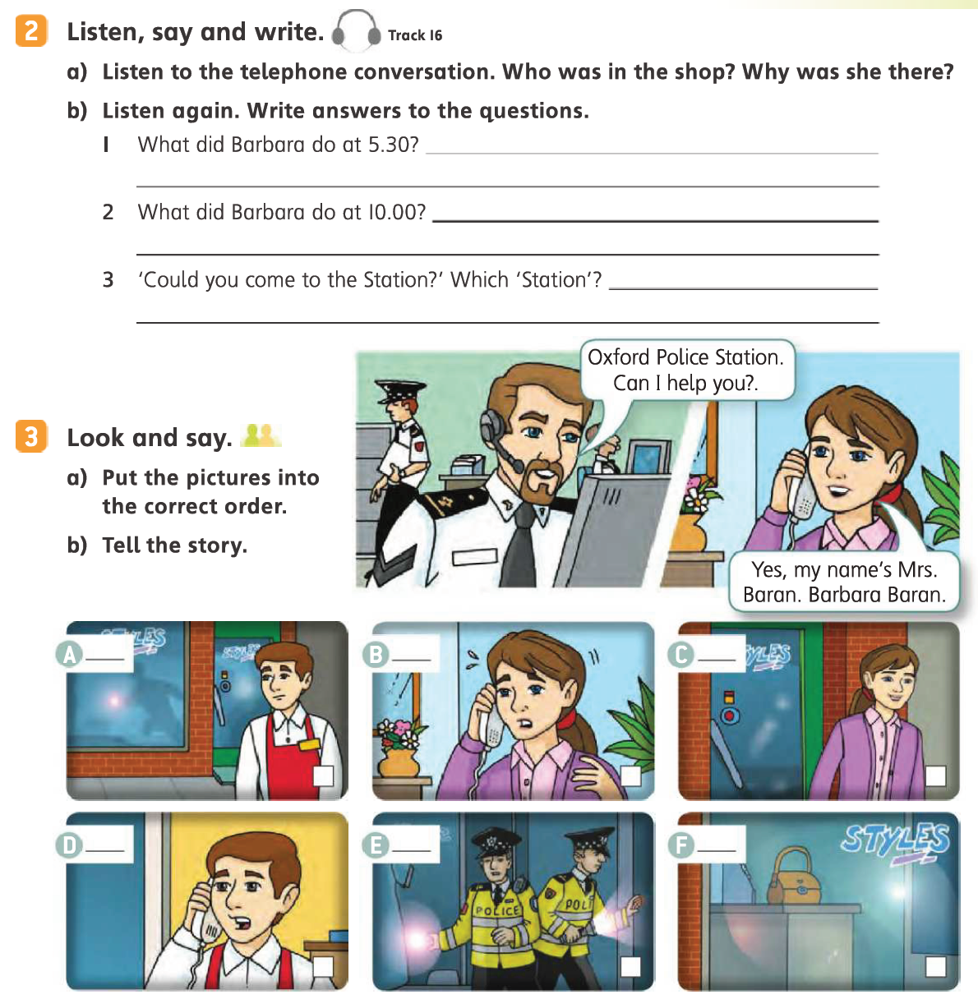 2 Listen, say and write. Track 16
a) Listen to the telephone conversation. Who was in the shop? Why was she there?
b) Listen again. Write answers to the questions.
1 What did Barbara do at 5.30?
2 What did Barbara do at 10.00?
3 ‘Could you come to the Station?’ Which ‘Station’?
Oxford Police Station.
Can I help you?.
3 Look and say.
a) Put the pictures into
the correct order.
b) Tell the story.
Yes, my name’s Mrs.
Baran. Barbara Baran.
A
STYLES
STYLES
B
C
STYLES
D
E
POLICE
POLI
F
STYLES